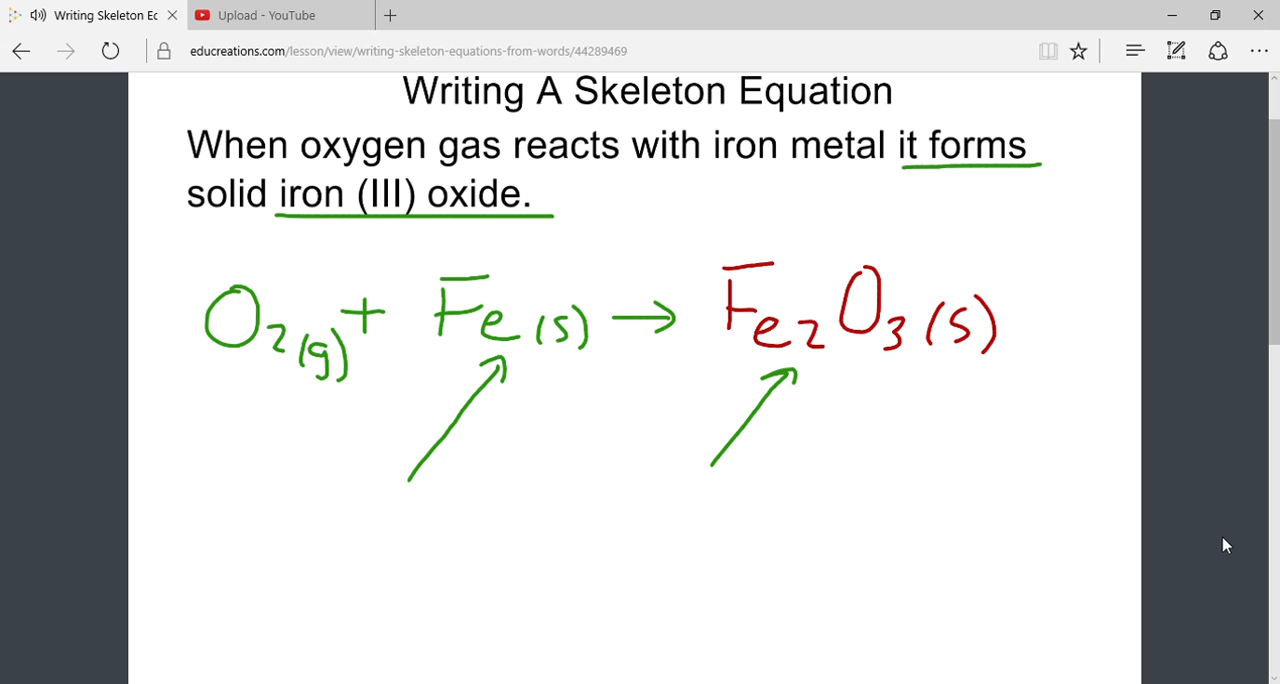 Writing Skeleton Ec
Upload - YouTube
educreations.com/lesson/view/writing-skeleton-equations-from-words/44289469
Writing A Skeleton Equation
When oxygen gas reacts with iron metal it forms
solid iron (III) oxide.
O2(g) + Fe(s) → Fe2O3(s)